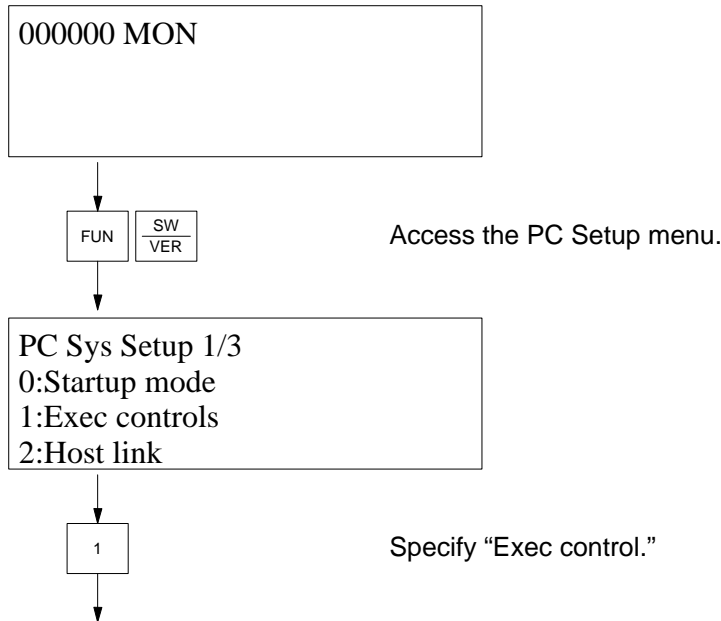 000000 MON
FUN
SW
VER
Access the PC Setup menu.
PC Sys Setup 1/3
0:Startup mode
1:Exec controls
2:Host link
1
Specify “Exec control.”